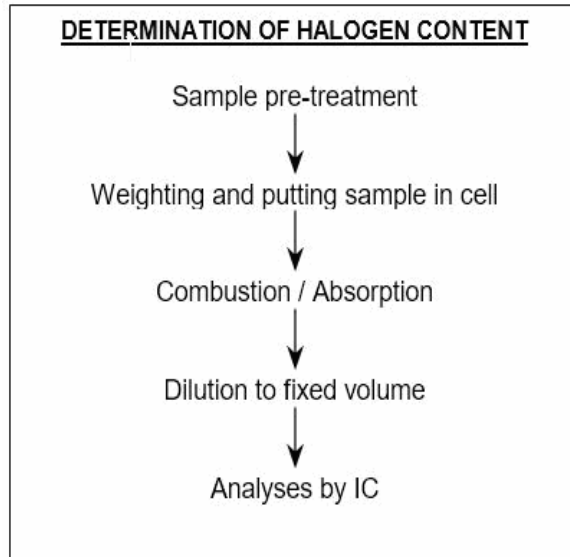 DETERMINATION OF HALOGEN CONTENT
Sample pre-treatment
Weighting and putting sample in cell
Combustion / Absorption
Dilution to fixed volume
Analyses by IC